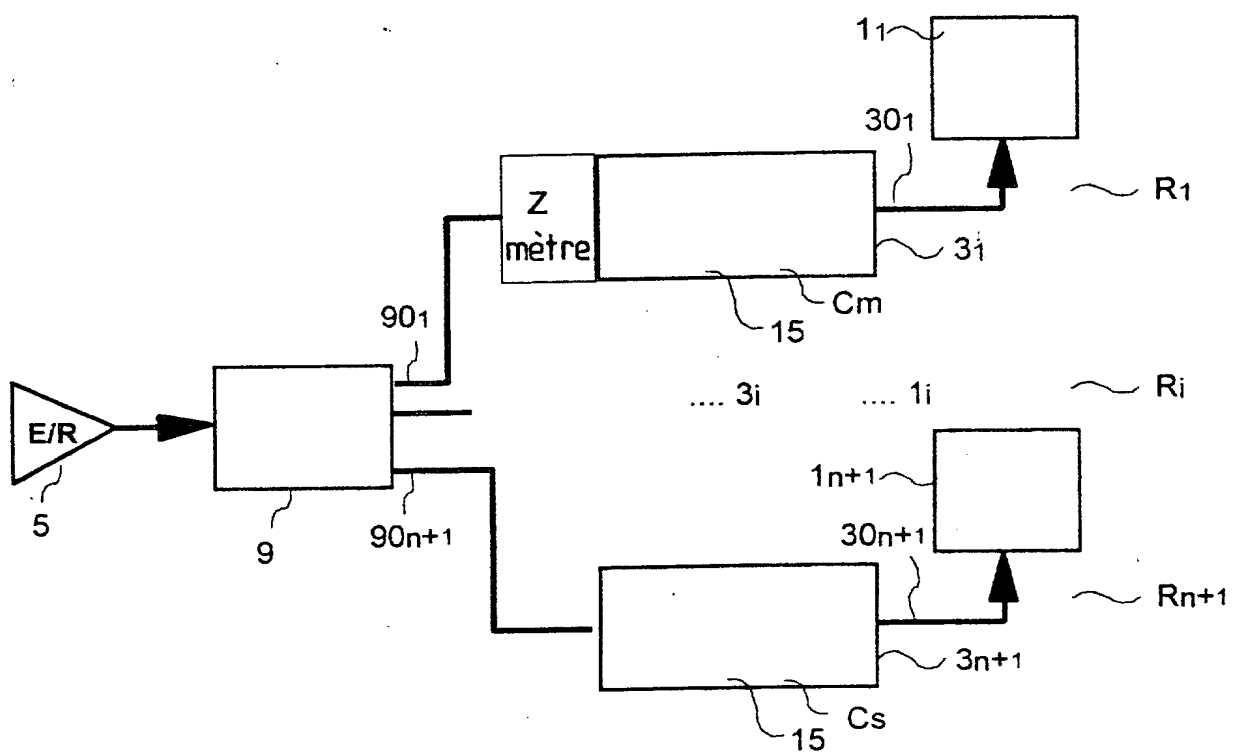 11
301
R1
Z
mètre
31
Cm
15
901
.... 3i
.... 1i
Ri
E/R
5
9
90n+1
1n+1
30n+1
Rn+1
3n+1
Cs
15